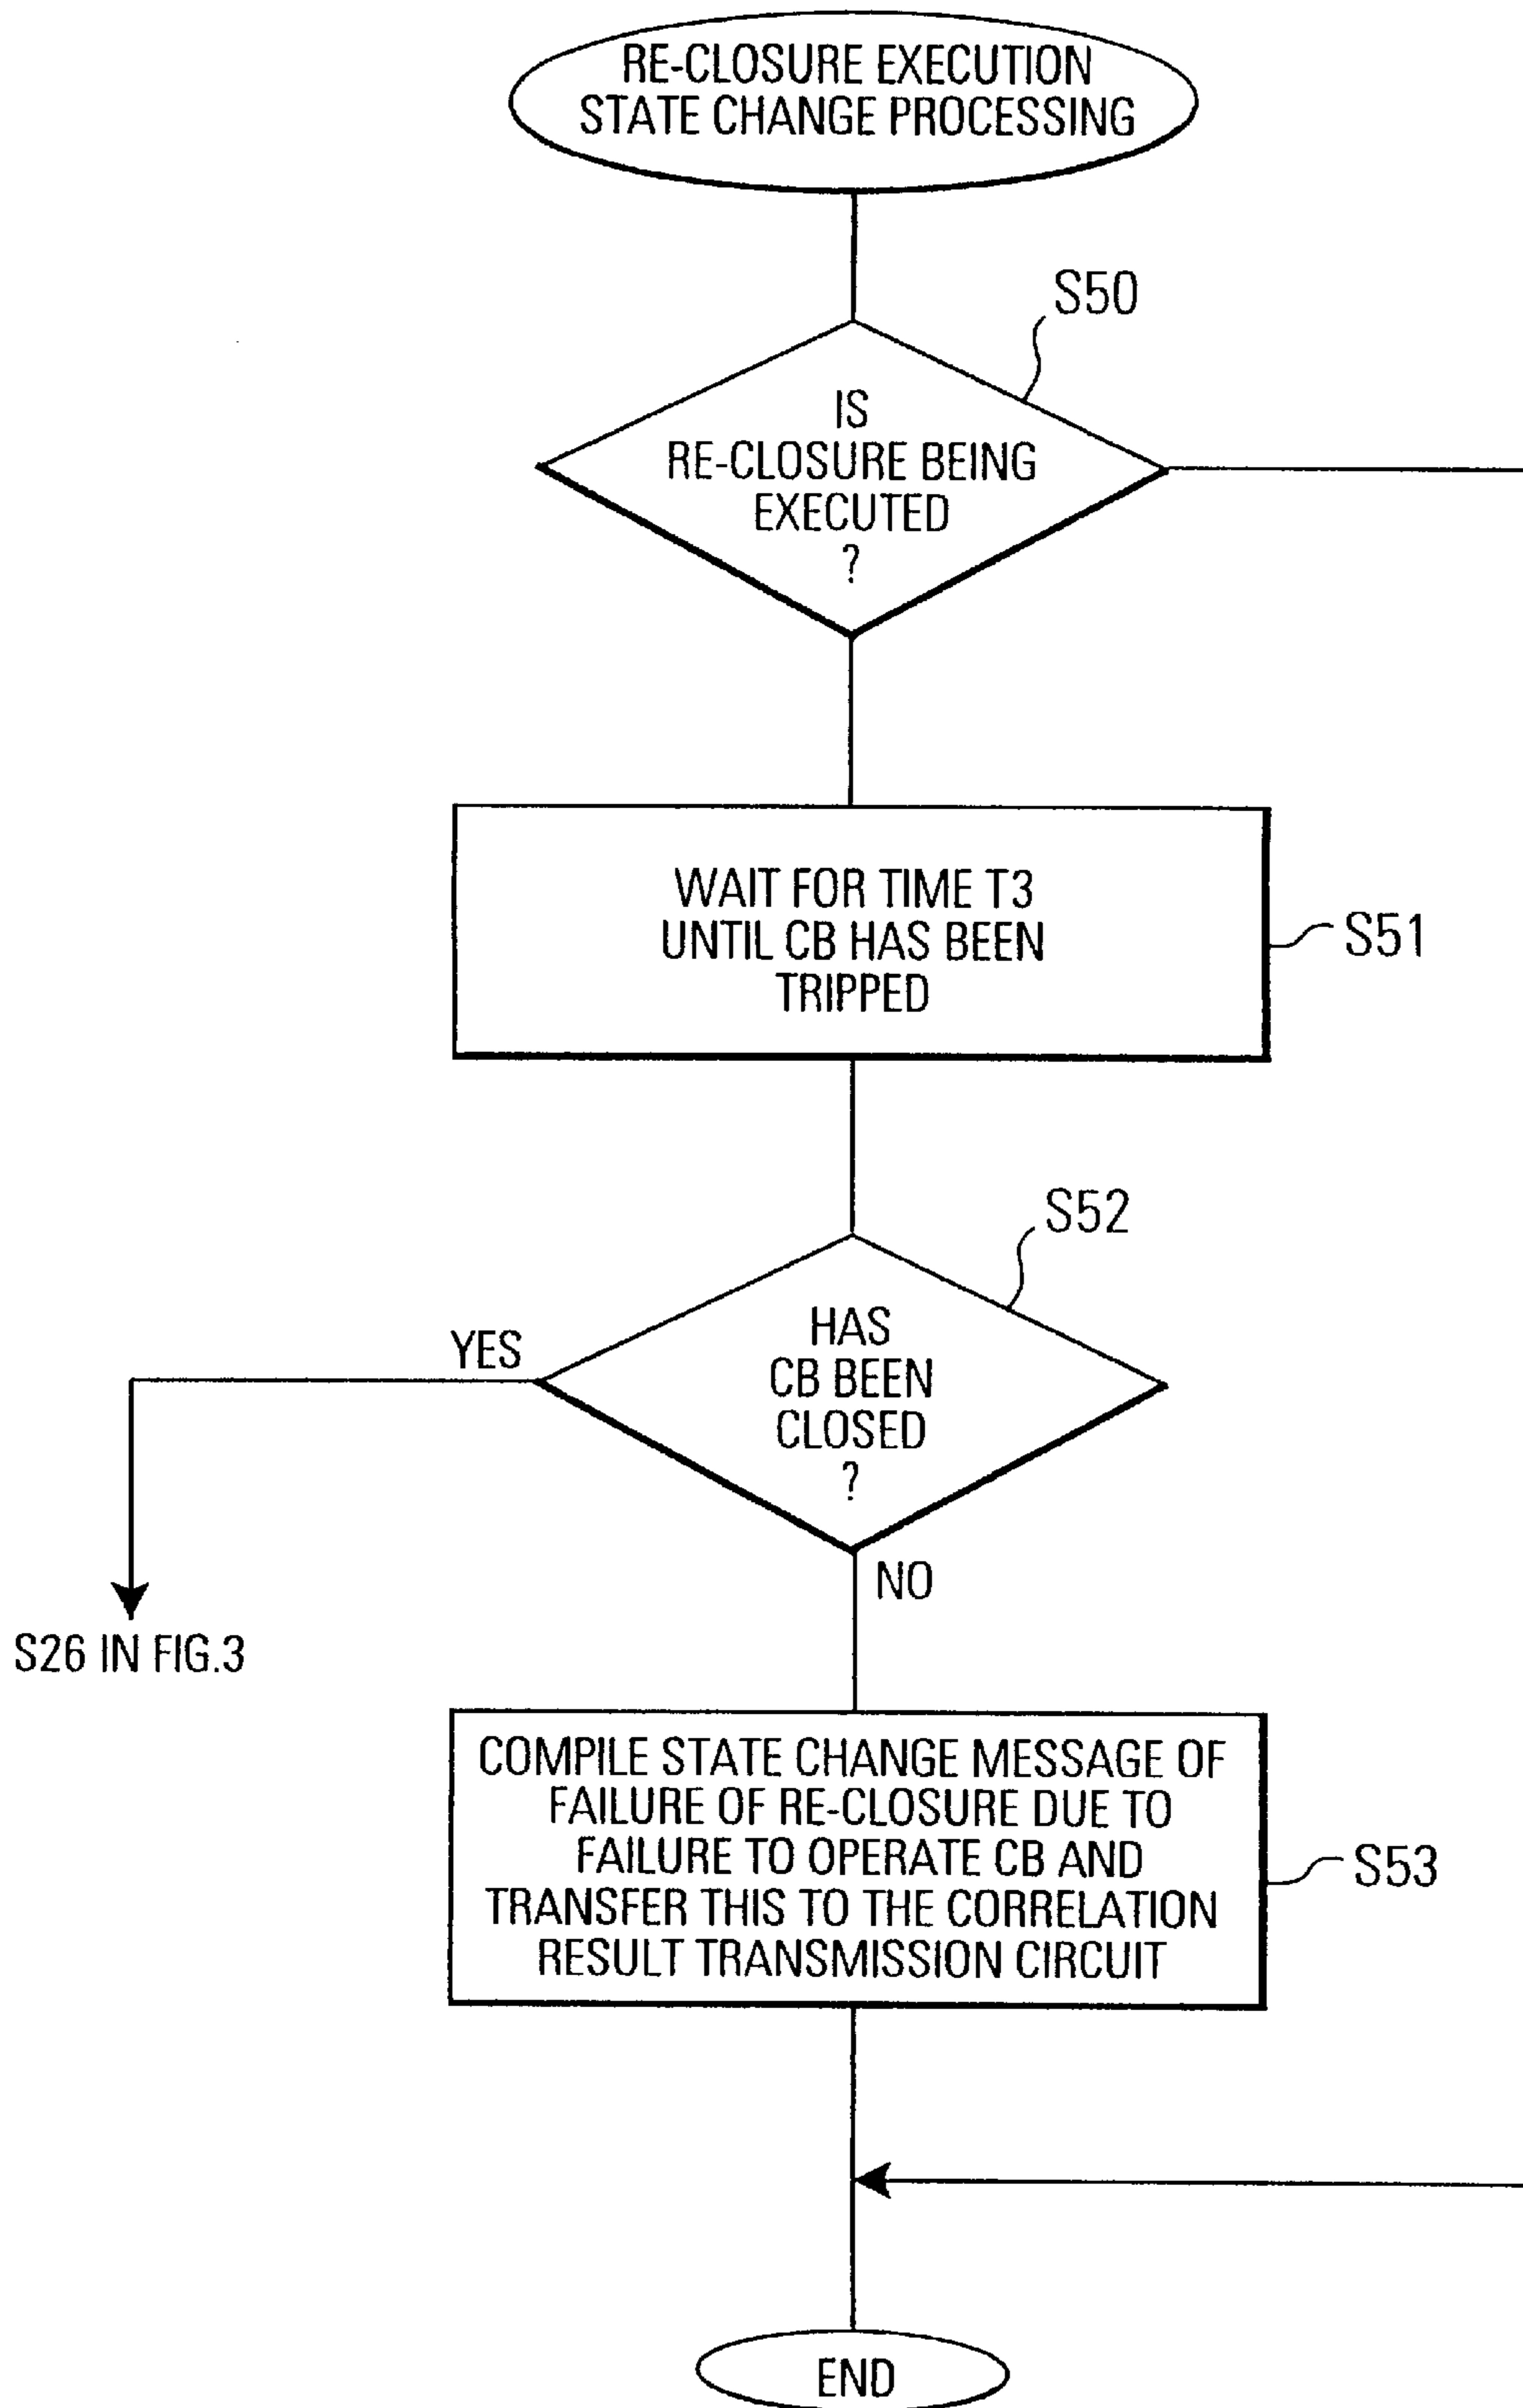 RE-CLOSURE EXECUTION
STATE CHANGE PROCESSING
S50
IS
RE-CLOSURE BEING
EXECUTED
?
WAIT FOR TIME T3
UNTIL CB HAS BEEN
TRIPPED
S51
S52
HAS
CB BEEN
CLOSED
?
YES
NO
S26 IN FIG.3
COMPILE STATE CHANGE MESSAGE OF
FAILURE OF RE-CLOSURE DUE TO
FAILURE TO OPERATE CB AND
TRANSFER THIS TO THE CORRELATION
RESULT TRANSMISSION CIRCUIT
S53
END